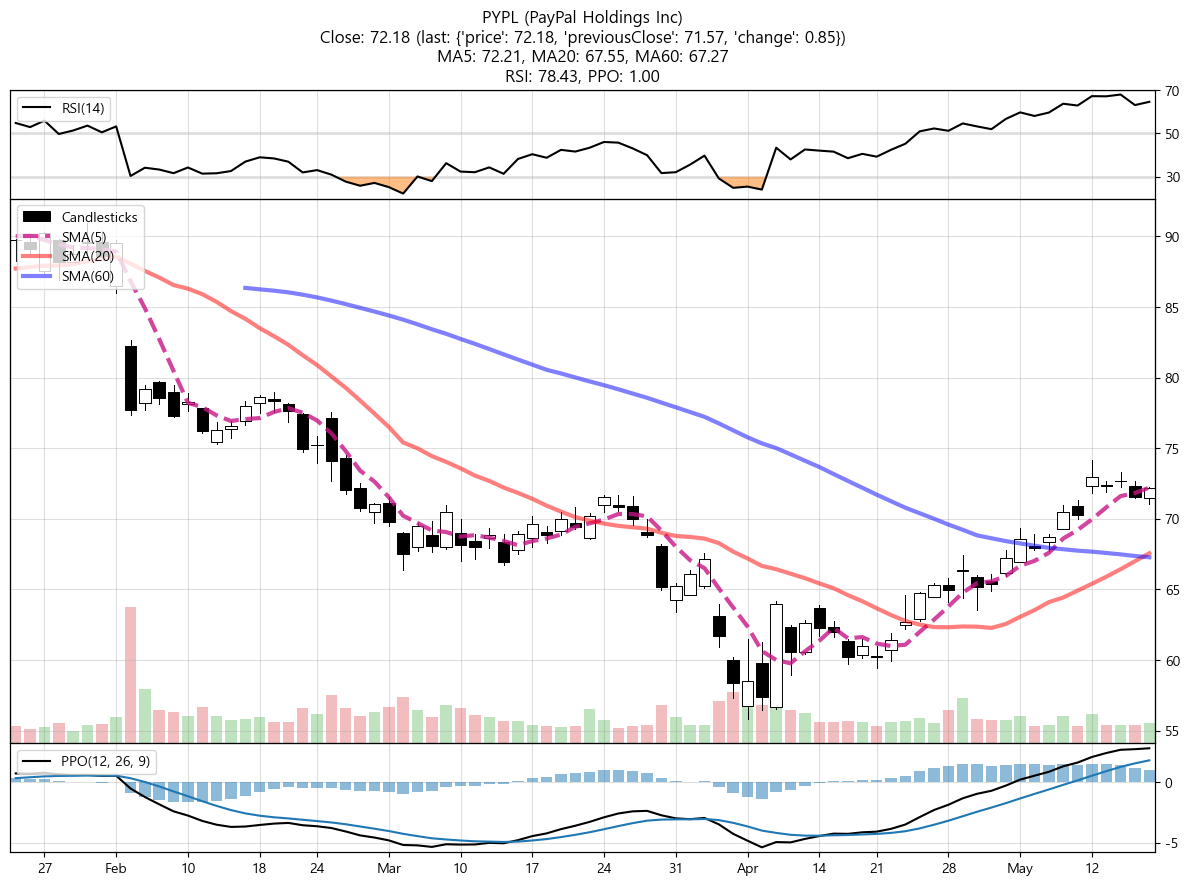 PYPL (PayPal Holdings Inc)
Close: 72.18 (last: {'price': 72.18, 'previousClose': 71.57, 'change': 0.85})
MA5: 72.21, MA20: 67.55, MA60: 67.27
RSI: 78.43, PPO: 1.00
RSI(14)
70
50
30
Candlesticks
SMA(5)
SMA(20)
SMA(60)
90
85
80
75
70
65
60
55
PPO(12, 26, 9)
0
-5
27 Feb 10 18 24 Mar 10 17 24 31 Apr 14 21 28 May 12